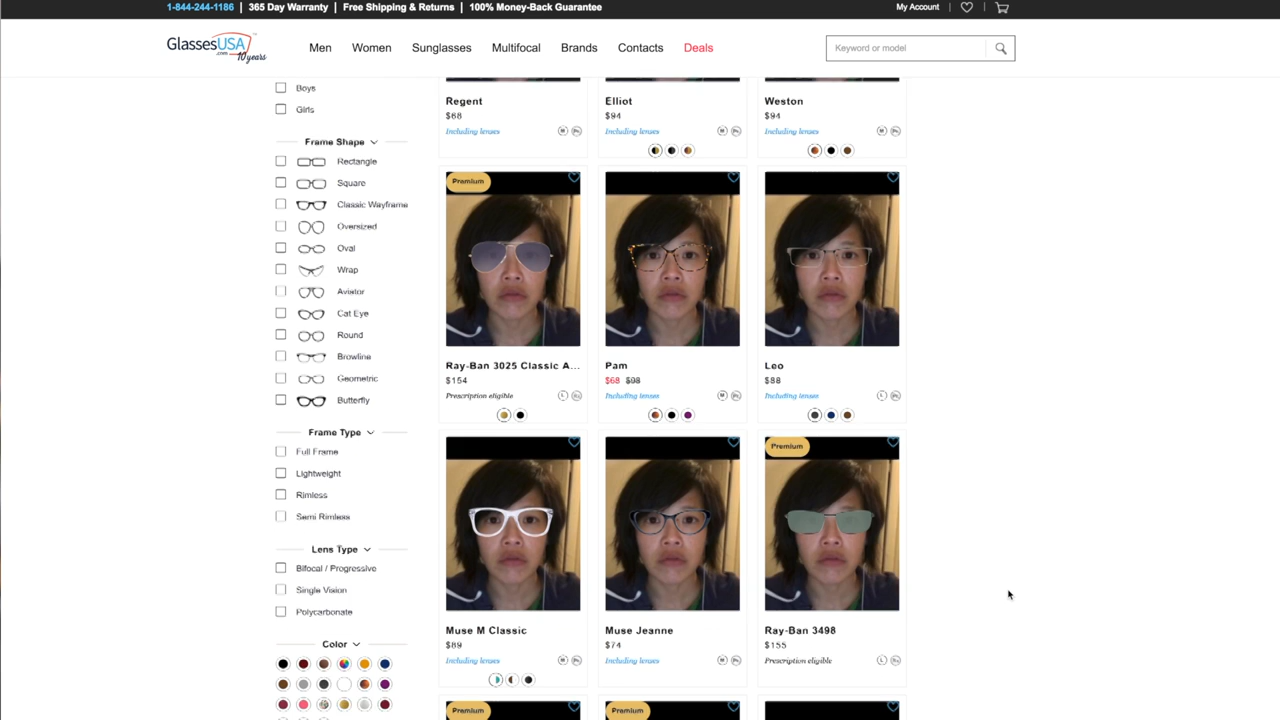 1-844-244-1186 | 365 Day Warranty | Free Shipping & Returns | 100% Money-Back Guarantee
My Account
GlassesUSA
.com 10 years
Men Women Sunglasses Multifocal Brands Contacts Deals
Keyword or model
Boys
Girls
Frame Shape
Rectangle
Square
Classic Wayframe
Oversized
Oval
Wrap
Aviator
Cat Eye
Round
Browline
Geometric
Butterfly
Frame Type
Full Frame
Lightweight
Rimless
Semi Rimless
Lens Type
Bifocal / Progressive
Single Vision
Polycarbonate
Color
Regent
$68
Including lenses
M
Elliot
$94
Including lenses
M
Weston
$94
Including lenses
M
Premium
Ray-Ban 3025 Classic A...
$154
Prescription eligible
L
Pam
$68 $98
Including lenses
M
Leo
$88
Including lenses
L
Muse M Classic
$89
Including lenses
M
Muse Jeanne
$74
Including lenses
M
Premium
Ray-Ban 3498
$155
Prescription eligible
L
Premium
Premium